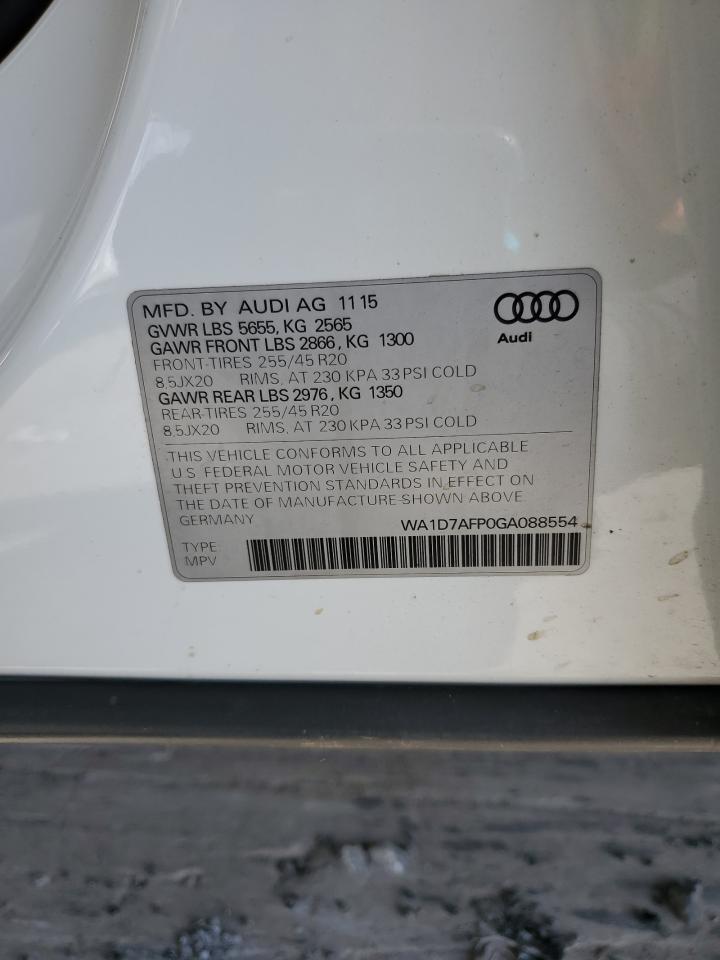 MFD. BY AUDI AG 11 15
GVWR LBS 5655, KG 2565
GAWR FRONT LBS 2866, KG 1300
FRONT-TIRES 255/45 R20
8,5JX20 RIMS, AT 230 KPA 33 PSI COLD
GAWR REAR LBS 2976, KG 1350
REAR-TIRES 255/45 R20
8,5JX20 RIMS, AT 230 KPA 33 PSI COLD
Audi
THIS VEHICLE CONFORMS TO ALL APPLICABLE
U.S. FEDERAL MOTOR VEHICLE SAFETY AND
THEFT PREVENTION STANDARDS IN EFFECT ON
THE DATE OF MANUFACTURE SHOWN ABOVE.
GERMANY WA1D7AFP0GA088554
TYPE:
MPV